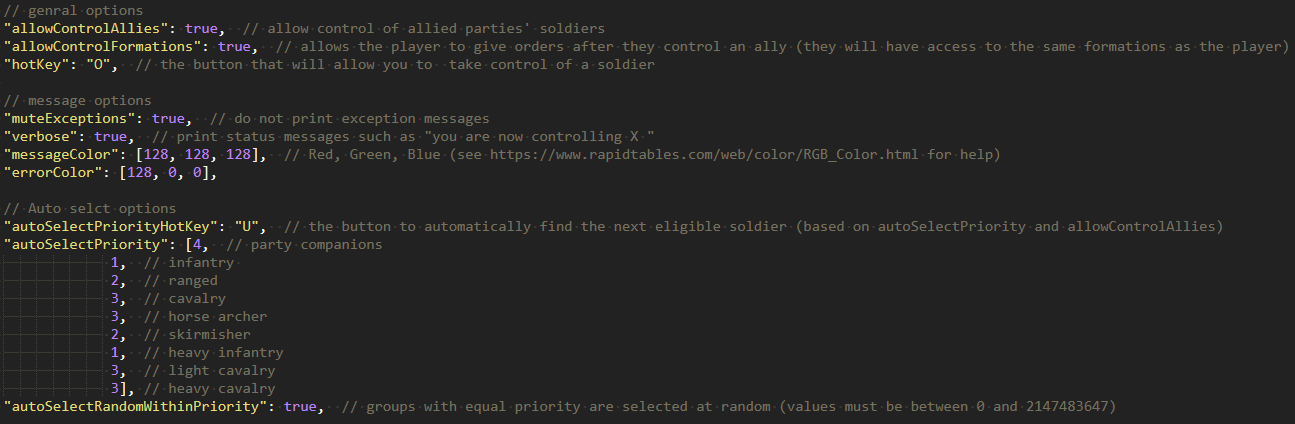 // genral options
"allowControlAllies": true,  // allow control of allied parties' soldiers
"allowControlFormations": true,  // allows the player to give orders after they control an ally (they will have access to the same formations as the player)
"hotKey": "O",  // the button that will allow you to  take control of a soldier

// message options
"muteExceptions": true,  // do not print exception messages
"verbose": true,  // print status messages such as "you are now controlling X "
"messageColor": [128, 128, 128],  // Red, Green, Blue (see https://www.rapidtables.com/web/color/RGB_Color.html for help)
"errorColor": [128, 0, 0],

// Auto selct options
"autoSelectPriorityHotKey": "U",  // the button to automatically find the next eligible soldier (based on autoSelectPriority and allowControlAllies)
"autoSelectPriority": [4,  // party companions
1,  // infantry
2,  // ranged
3,  // cavalry
3,  // horse archer
2,  // skirmisher
1,  // heavy infantry
3,  // light cavalry
3], // heavy cavalry
"autoSelectRandomWithinPriority": true,  // groups with equal priority are selected at random (values must be between 0 and 2147483647)